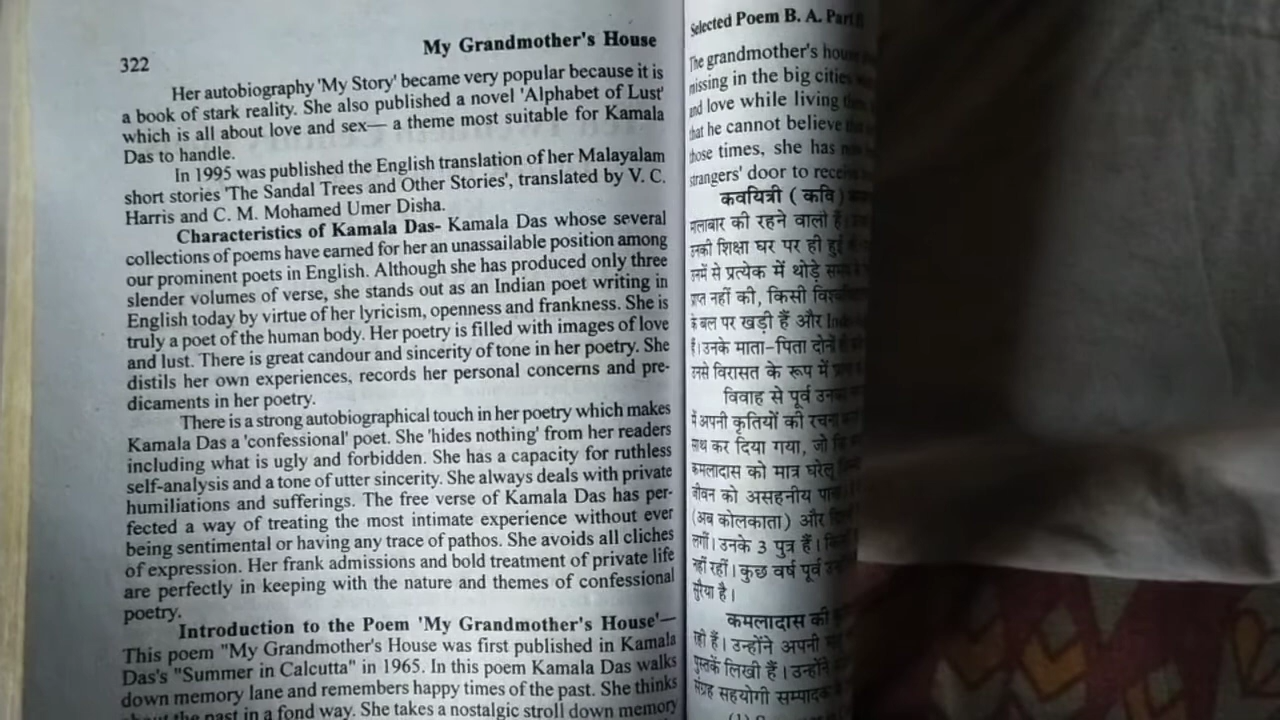 322
My Grandmother's House
Her autobiography 'My Story' became very popular because it is
a book of stark reality. She also published a novel 'Alphabet of Lust'
which is all about love and sex— a theme most suitable for Kamala
Das to handle.
In 1995 was published the English translation of her Malayalam
short stories 'The Sandal Trees and Other Stories', translated by V. C.
Harris and C. M. Mohamed Umer Disha.
Characteristics of Kamala Das- Kamala Das whose several
collections of poems have earned for her an unassailable position among
our prominent poets in English. Although she has produced only three
slender volumes of verse, she stands out as an Indian poet writing in
English today by virtue of her lyricism, openness and frankness. She is
truly a poet of the human body. Her poetry is filled with images of love
and lust. There is great candour and sincerity of tone in her poetry. She
distils her own experiences, records her personal concerns and pre-
dicaments in her poetry.
There is a strong autobiographical touch in her poetry which makes
Kamala Das a 'confessional' poet. She 'hides nothing' from her readers
including what is ugly and forbidden. She has a capacity for ruthless
self-analysis and a tone of utter sincerity. She always deals with private
humiliations and sufferings. The free verse of Kamala Das has per-
fected a way of treating the most intimate experience without ever
being sentimental or having any trace of pathos. She avoids all cliches
of expression. Her frank admissions and bold treatment of private life
are perfectly in keeping with the nature and themes of confessional
poetry.
Introduction to the Poem 'My Grandmother's House'—
This poem "My Grandmother's House was first published in Kamala
Das's "Summer in Calcutta" in 1965. In this poem Kamala Das walks
down memory lane and remembers happy times of the past. She thinks
about the past in a fond way. She takes a nostalgic stroll down memory
Selected Poem B. A. Part
The grandmother's house
missing in the big cities
and love while living
that he cannot believe
those times, she has
strangers' door to
कवयित्री ( कवि )
मालाबार की रहने वाली हैं।
उनकी शिक्षा घर पर ही हुई
उनमें से प्रत्येक में थोड़े
प्राप्त नहीं की, किसी
के बल पर खड़ी हैं और
हैं। उनके माता-पिता दोनों
उनसे विरासत के रूप में
विवाह से पूर्व
में अपनी कृतियों की रचना
साथ कर दिया गया, जो
कमलादास को मात्र घरेलू
जीवन को असहनीय
(अब कोलकाता) और
लगीं। उनके 3 पुत्र हैं।
नहीं रहीं। कुछ वर्ष पूर्व
सुरैया है।
कमलादास की
रही हैं। उन्होंने अपनी
पुस्तकें लिखी हैं। उन्होंने
संग्रह सहयोगी सम्पादक